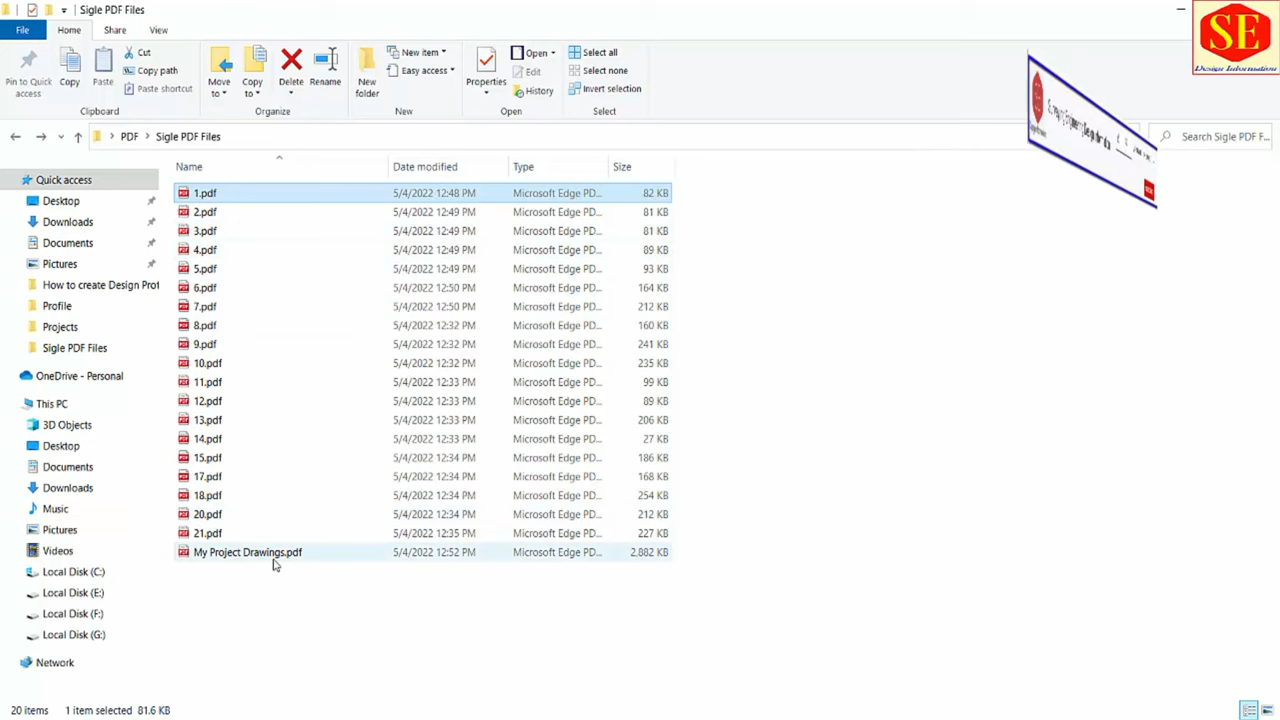 Sigle PDF Files
File Home Share View
Pin to Quick access
Copy
Paste
Cut
Copy path
Paste shortcut
Clipboard
Move to
Copy to
Delete
Rename
Organize
New folder
New item
Easy access
New
Properties
Open
Edit
History
Open
Select all
Select none
Invert selection
Select
SE
Design Information
PDF Sigle PDF Files
Search Sigle PDF F...
Name Date modified Type Size
Quick access
Desktop
Downloads
Documents
Pictures
How to create Design Prof
Profile
Projects
Sigle PDF Files
OneDrive - Personal
This PC
3D Objects
Desktop
Documents
Downloads
Music
Pictures
Videos
Local Disk (C:)
Local Disk (E:)
Local Disk (F:)
Local Disk (G:)
Network
1.pdf 5/4/2022 12:48 PM Microsoft Edge PD... 82 KB
2.pdf 5/4/2022 12:49 PM Microsoft Edge PD... 81 KB
3.pdf 5/4/2022 12:49 PM Microsoft Edge PD... 81 KB
4.pdf 5/4/2022 12:49 PM Microsoft Edge PD... 89 KB
5.pdf 5/4/2022 12:49 PM Microsoft Edge PD... 93 KB
6.pdf 5/4/2022 12:50 PM Microsoft Edge PD... 164 KB
7.pdf 5/4/2022 12:50 PM Microsoft Edge PD... 212 KB
8.pdf 5/4/2022 12:32 PM Microsoft Edge PD... 160 KB
9.pdf 5/4/2022 12:32 PM Microsoft Edge PD... 241 KB
10.pdf 5/4/2022 12:32 PM Microsoft Edge PD... 235 KB
11.pdf 5/4/2022 12:33 PM Microsoft Edge PD... 99 KB
12.pdf 5/4/2022 12:33 PM Microsoft Edge PD... 89 KB
13.pdf 5/4/2022 12:33 PM Microsoft Edge PD... 206 KB
14.pdf 5/4/2022 12:33 PM Microsoft Edge PD... 27 KB
15.pdf 5/4/2022 12:34 PM Microsoft Edge PD... 186 KB
17.pdf 5/4/2022 12:34 PM Microsoft Edge PD... 168 KB
18.pdf 5/4/2022 12:34 PM Microsoft Edge PD... 254 KB
20.pdf 5/4/2022 12:34 PM Microsoft Edge PD... 212 KB
21.pdf 5/4/2022 12:35 PM Microsoft Edge PD... 227 KB
My Project Drawings.pdf 5/4/2022 12:52 PM Microsoft Edge PD... 2,882 KB
20 items 1 item selected 81.6 KB